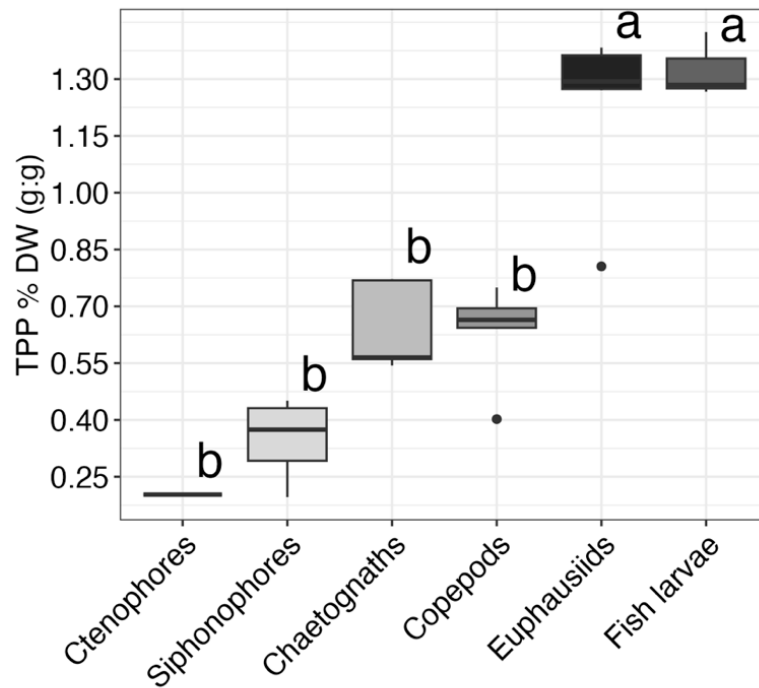 TPP % DW (g:g)
1.30
1.15
1.00
0.85
0.70
0.55
0.40
0.25
b
b
b
b
a
a
Ctenophores
Siphonophores
Chaetognaths
Copepods
Euphausiids
Fish larvae